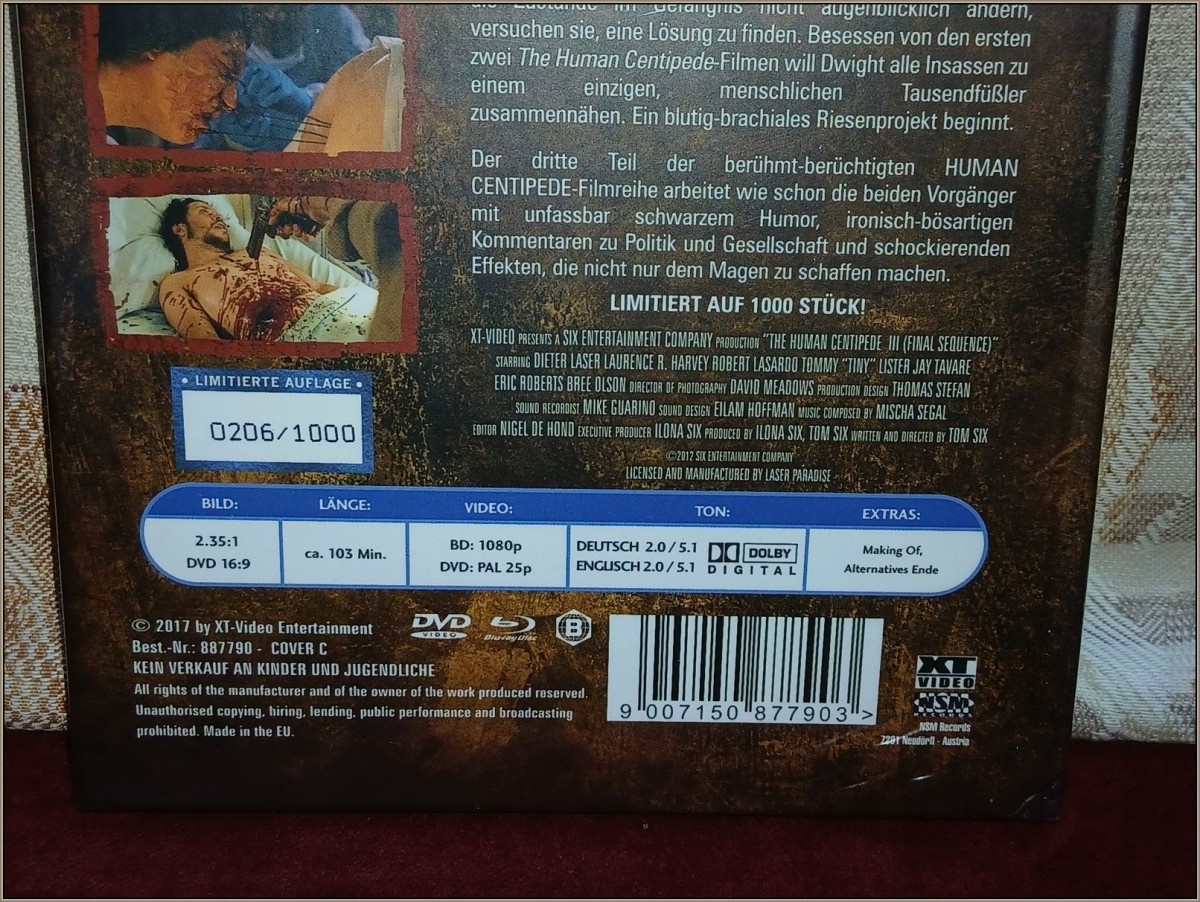 die Zustände im Gefängnis nicht augenblicklich ändern,
versuchen sie, eine Lösung zu finden. Besessen von den ersten
zwei The Human Centipede-Filmen will Dwight alle Insassen zu
einem einzigen, menschlichen Tausendfüßler
zusammennähen. Ein blutig-brachiales Riesenprojekt beginnt.
Der dritte Teil der berühmt-berüchtigten HUMAN
CENTIPEDE-Filmreihe arbeitet wie schon die beiden Vorgänger
mit unfassbar schwarzem Humor, ironisch-bösartigen
Kommentaren zu Politik und Gesellschaft und schockierenden
Effekten, die nicht nur dem Magen zu schaffen machen.
LIMITIERT AUF 1000 STÜCK!
XT-VIDEO PRESENTS A SIX ENTERTAINMENT COMPANY PRODUCTION "THE HUMAN CENTIPEDE III (FINAL SEQUENCE)"
STARRING DIETER LASER LAURENCE R. HARVEY ROBERT LASARDO TOMMY "TINY" LISTER JAY TAVARE
ERIC ROBERTS BREE OLSON DIRECTOR OF PHOTOGRAPHY DAVID MEADOWS PRODUCTION DESIGN THOMAS STEFAN
SOUND RECORDIST MIKE GUARINO SOUND DESIGN EILAM HOFFMAN MUSIC COMPOSED BY MISCHA SEGAL
EDITOR NIGEL DE HOND EXECUTIVE PRODUCER ILONA SIX PRODUCED BY ILONA SIX, TOM SIX WRITTEN AND DIRECTED BY TOM SIX
©2012 SIX ENTERTAINMENT COMPANY
LICENSED AND MANUFACTURED BY LASER PARADISE
• LIMITIERTE AUFLAGE •
0206/1000
BILD: LÄNGE: VIDEO: TON: EXTRAS:
2.35:1
DVD 16:9
ca. 103 Min.
BD: 1080p
DVD: PAL 25p
DEUTSCH 2.0 / 5.1
ENGLISCH 2.0 / 5.1
DOLBY
DIGITAL
Making Of,
Alternatives Ende
© 2017 by XT-Video Entertainment
Best.-Nr.: 887790 - COVER C
KEIN VERKAUF AN KINDER UND JUGENDLICHE
All rights of the manufacturer and of the owner of the work produced reserved.
Unauthorised copying, hiring, lending, public performance and broadcasting
prohibited. Made in the EU.
DVD
VIDEO
Blu-ray Disc
B
9 007150 877903 >
XT
VIDEO
NSM
RECORDS
NSM Records
7201 Neudörfl - Austria